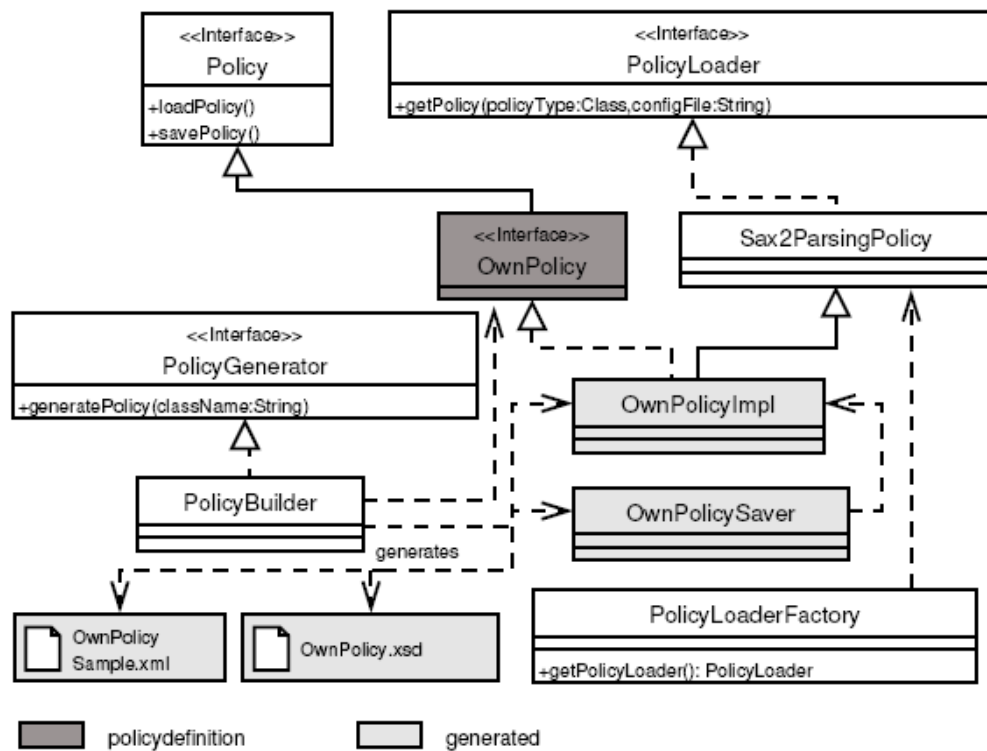 <<Interface>>
Policy
+loadPolicy()
+savePolicy()
<<Interface>>
PolicyLoader
+getPolicy(policyType:Class,configFile:String)
<<Interface>>
OwnPolicy
Sax2ParsingPolicy
<<Interface>>
PolicyGenerator
+generatePolicy(className:String)
OwnPolicyImpl
PolicyBuilder
OwnPolicySaver
generates
OwnPolicy
Sample.xml
OwnPolicy.xsd
PolicyLoaderFactory
+getPolicyLoader(): PolicyLoader
policydefinition
generated